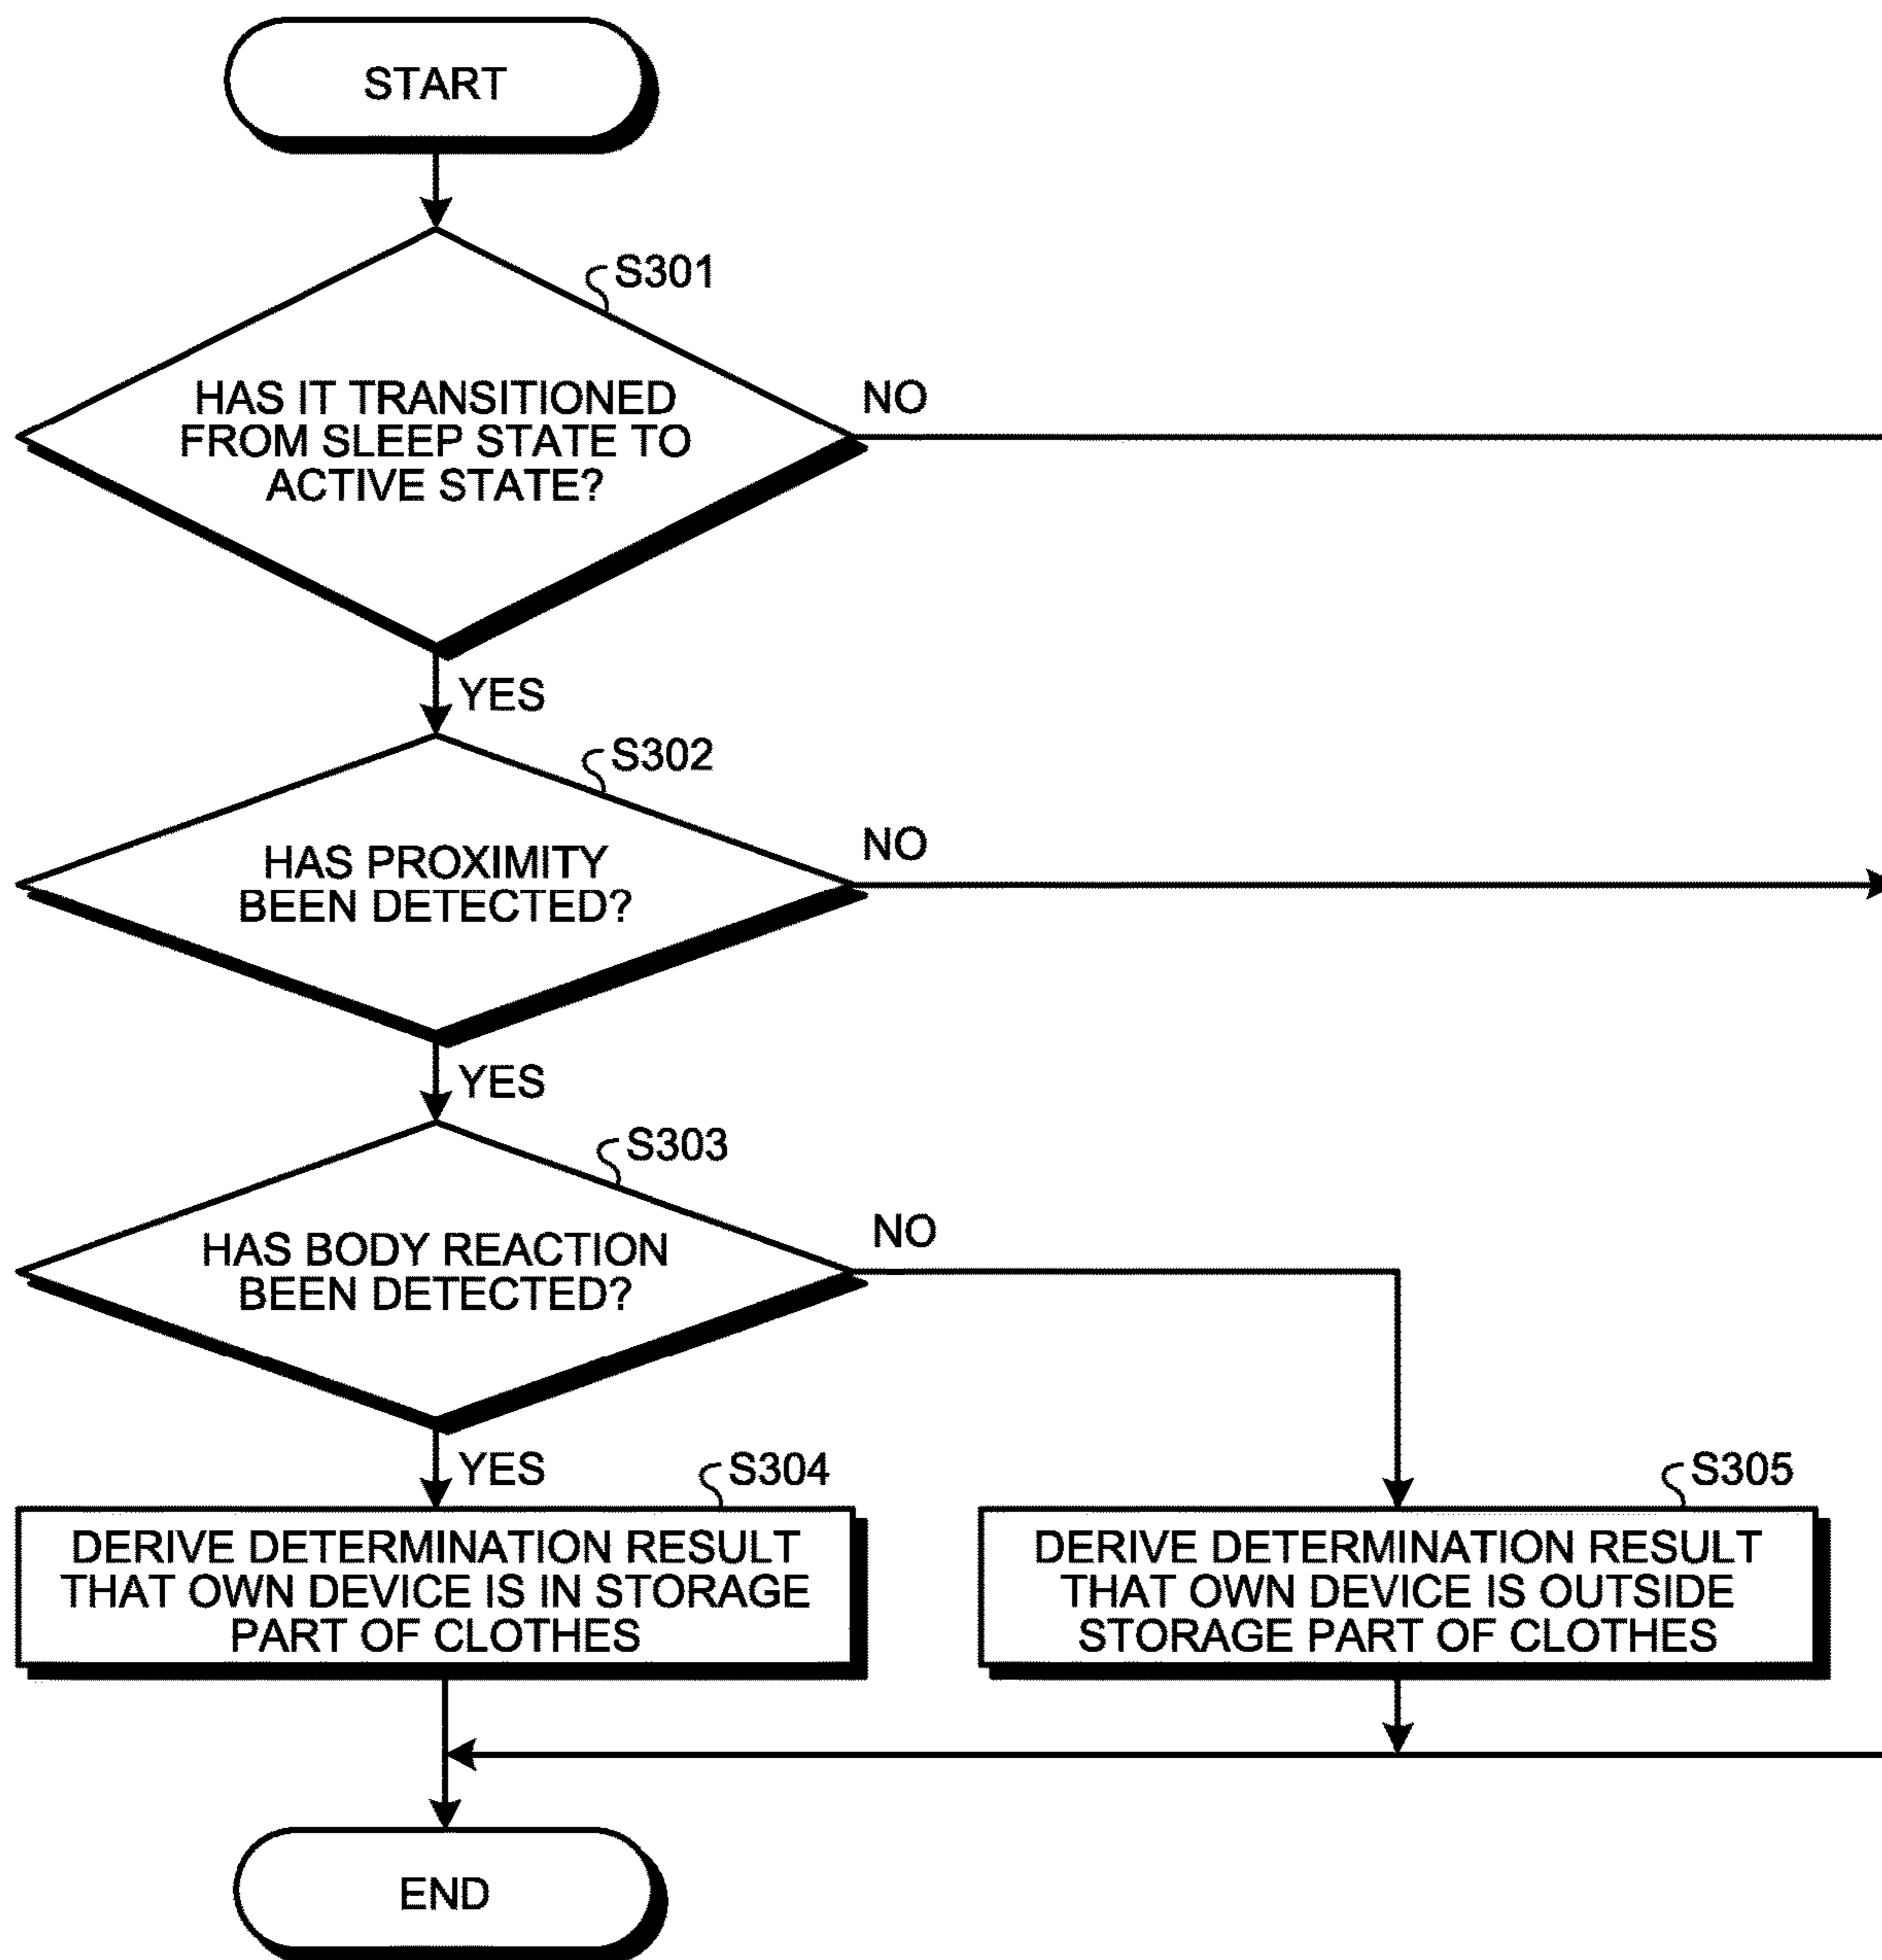 START
S301
HAS IT TRANSITIONED
FROM SLEEP STATE TO
ACTIVE STATE?
NO
YES
S302
HAS PROXIMITY
BEEN DETECTED?
NO
YES
S303
HAS BODY REACTION
BEEN DETECTED?
NO
YES
S304
DERIVE DETERMINATION RESULT
THAT OWN DEVICE IS IN STORAGE
PART OF CLOTHES
S305
DERIVE DETERMINATION RESULT
THAT OWN DEVICE IS OUTSIDE
STORAGE PART OF CLOTHES
END